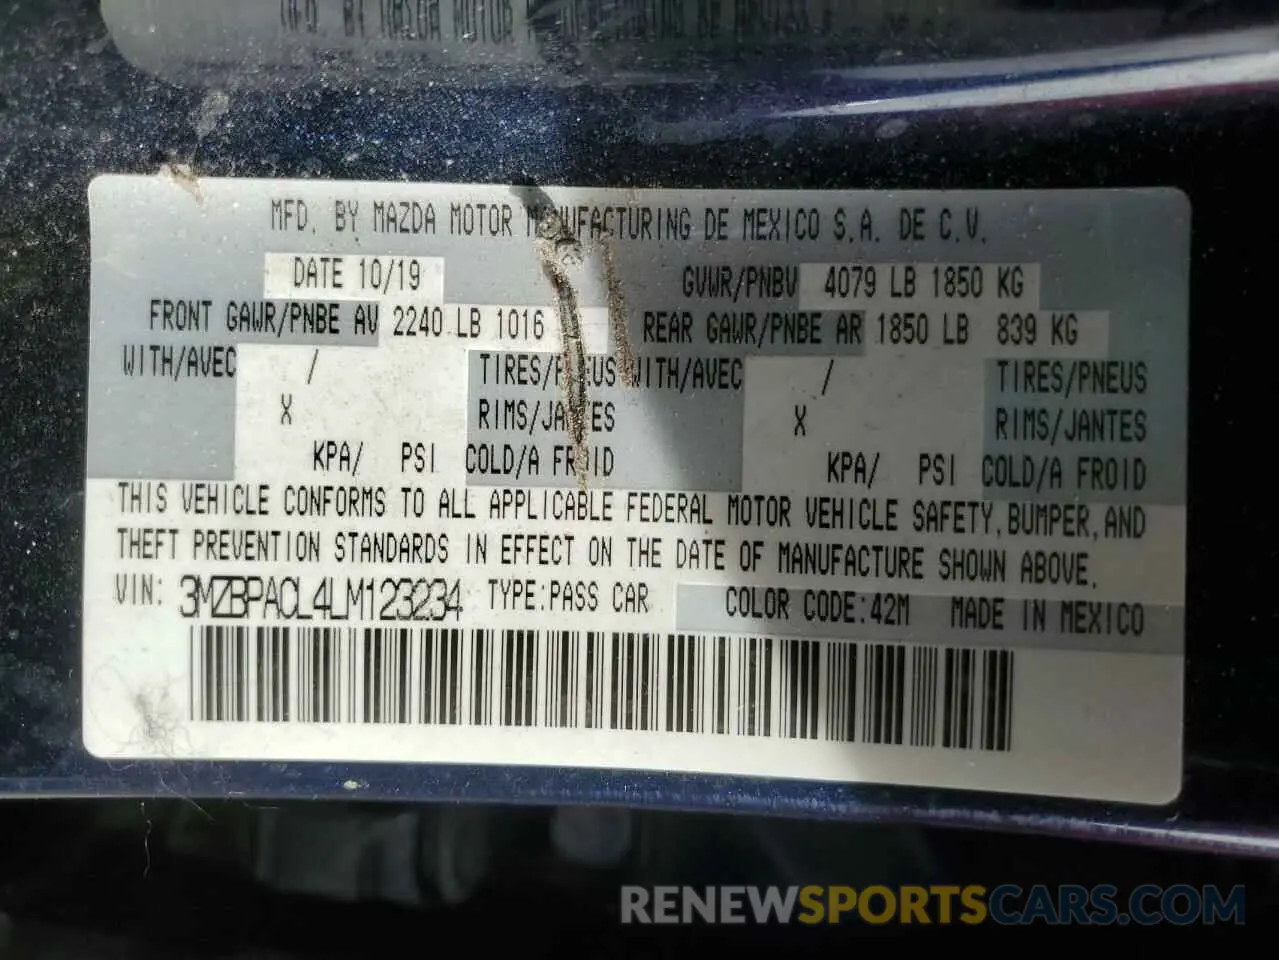 MFD. BY MAZDA MOTOR MANUFACTURING DE MEXICO S.A. DE C.V.
DATE 10/19 GVWR/PNBV 4079 LB 1850 KG
FRONT GAWR/PNBE AV 2240 LB 1016 REAR GAWR/PNBE AR 1850 LB 839 KG
WITH/AVEC / TIRES/PNEUS WITH/AVEC / TIRES/PNEUS
X RIMS/JANTES X RIMS/JANTES
KPA/ PSI COLD/A FROID KPA/ PSI COLD/A FROID
THIS VEHICLE CONFORMS TO ALL APPLICABLE FEDERAL MOTOR VEHICLE SAFETY, BUMPER, AND
THEFT PREVENTION STANDARDS IN EFFECT ON THE DATE OF MANUFACTURE SHOWN ABOVE.
VIN: 3MZBPACL4LM123234 TYPE: PASS CAR COLOR CODE: 42M MADE IN MEXICO
RENEWSPORTSCARS.COM